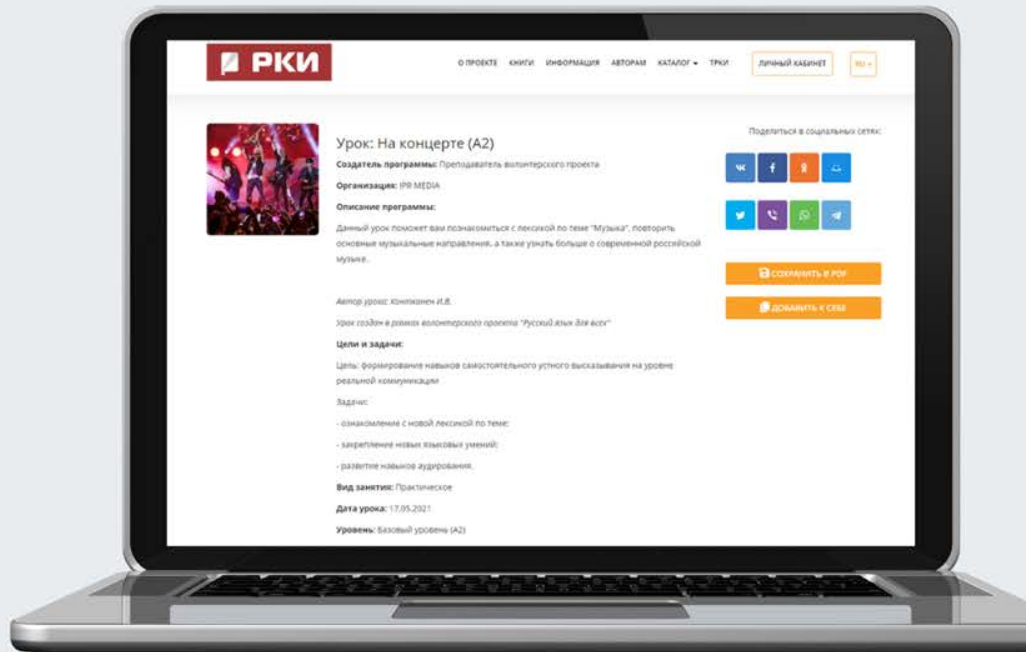 РКИ
О ПРОЕКТЕ КНИГИ ИНФОРМАЦИЯ АВТОРАМ КАТАЛОГ ТРКИ ЛИЧНЫЙ КАБИНЕТ RU
Поделиться в социальных сетях:
Урок: На концерте (А2)
Создатель программы: Преподаватель волонтерского проекта
Организация: IPR MEDIA
Описание программы:
Данный урок поможет вам познакомиться с лексикой по теме "Музыка", повторить
основные музыкальные направления, а также узнать больше о современной российской
музыке.
СОХРАНИТЬ В PDF
ДОБАВИТЬ К СЕБЕ
Автор урока: И.В.
Урок создан в рамках волонтерского проекта "Русский язык для всех"
Цели и задачи:
Цель: формирование навыков самостоятельного устного высказывания на уровне
реальной коммуникации
Задачи:
- ознакомление с новой лексикой по теме;
- закрепление новых языковых умений;
- развитие навыков аудирования.
Вид занятия: Практическое
Дата урока: 17.05.2021
Уровень: Базовый уровень (А2)